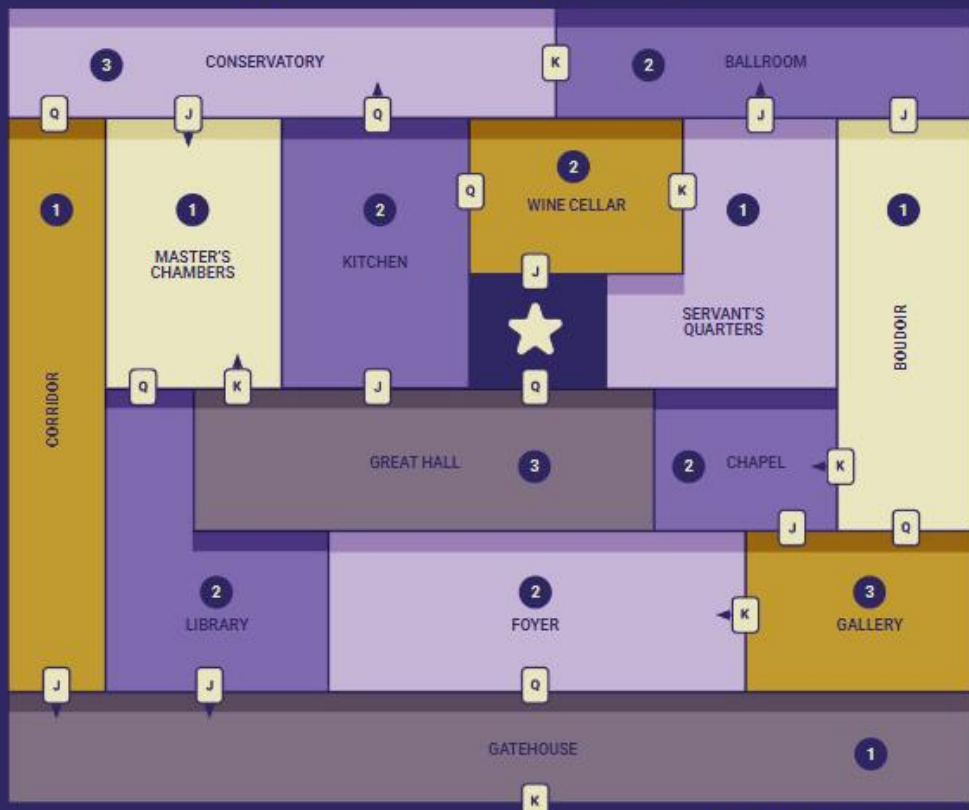 3 CONSERVATORY K 2 BALLROOM
Q J Q J J
1 1 2 Q 2 K 1 1
WINE CELLAR
MASTER'S
CHAMBERS
KITCHEN
J
SERVANT'S
QUARTERS
BOUDOIR
CORRIDOR
Q K J Q
GREAT HALL 3 2 CHAPEL K
J Q
2 2 K 3
LIBRARY FOYER GALLERY
J J Q
GATEHOUSE 1
K